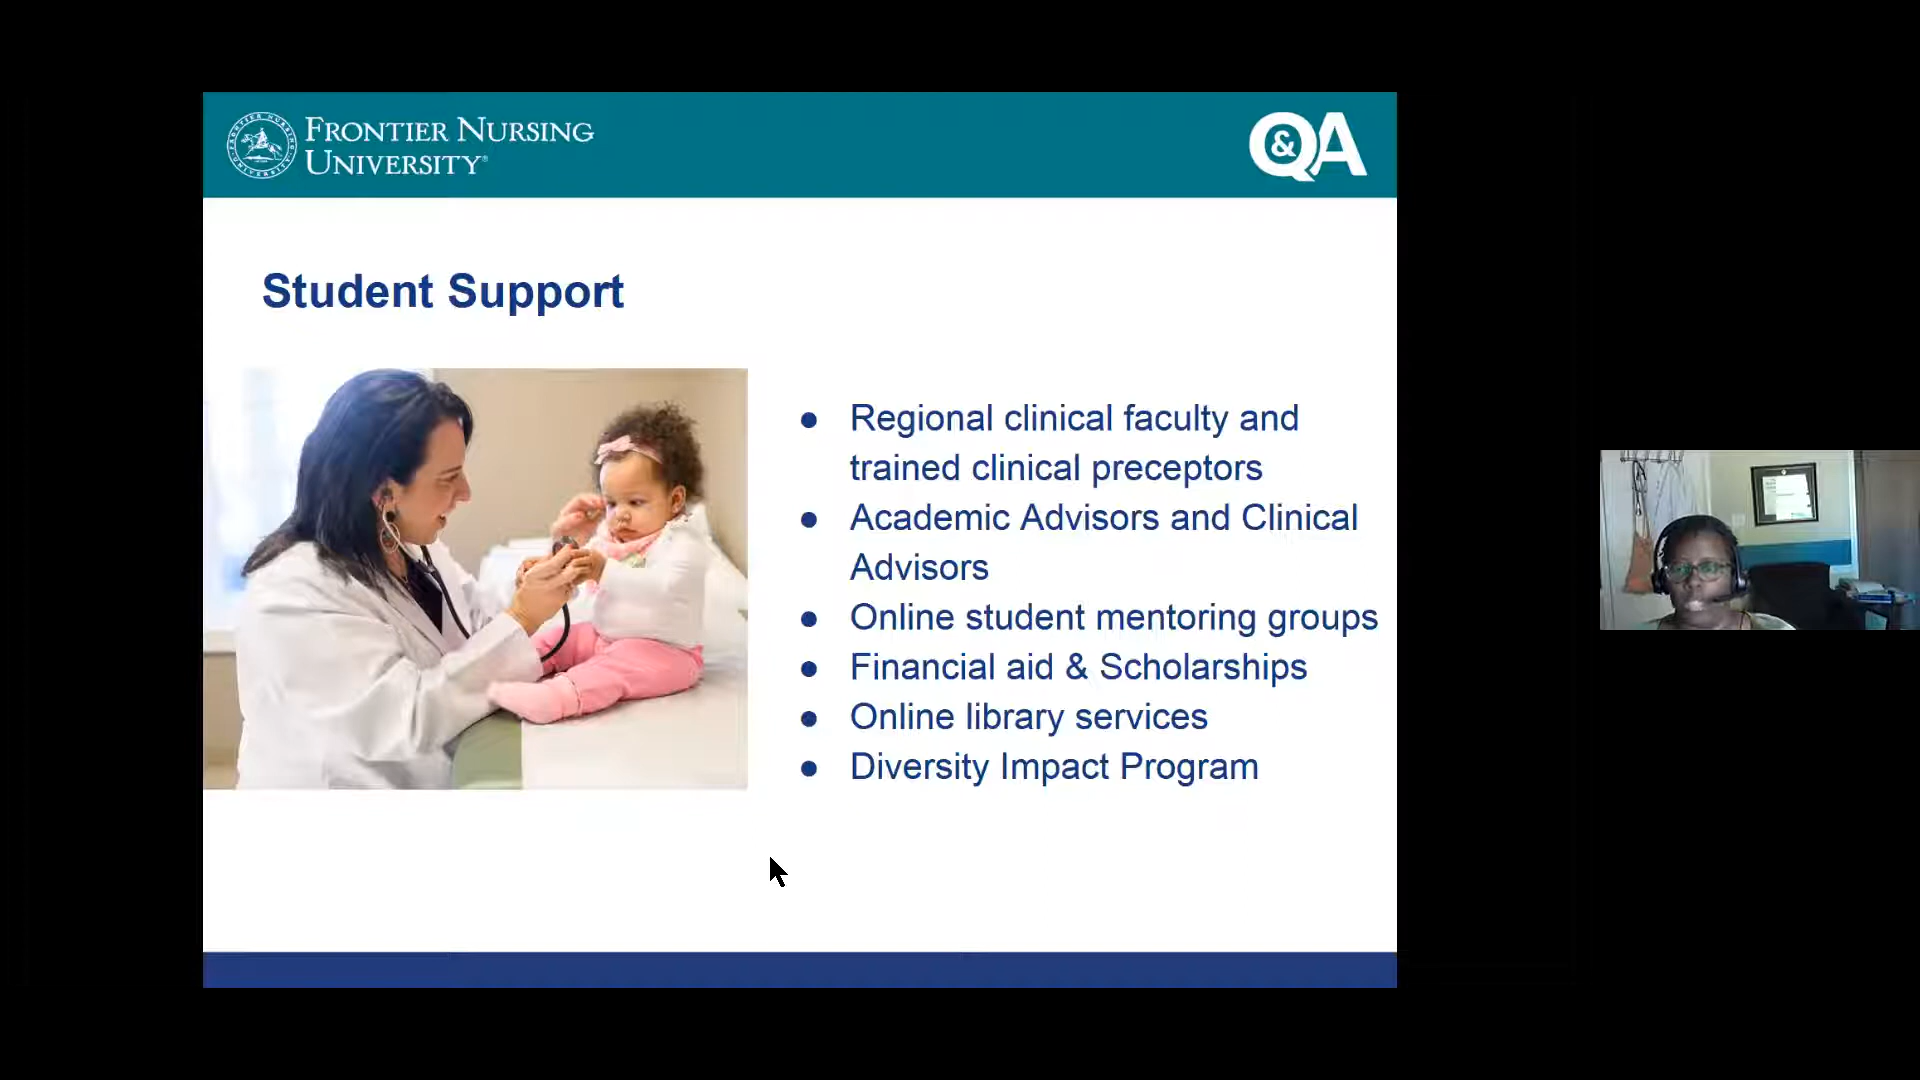 FRONTIER NURSING
UNIVERSITY®
Q&A
Student Support
● Regional clinical faculty and
trained clinical preceptors
● Academic Advisors and Clinical
Advisors
● Online student mentoring groups
● Financial aid & Scholarships
● Online library services
● Diversity Impact Program